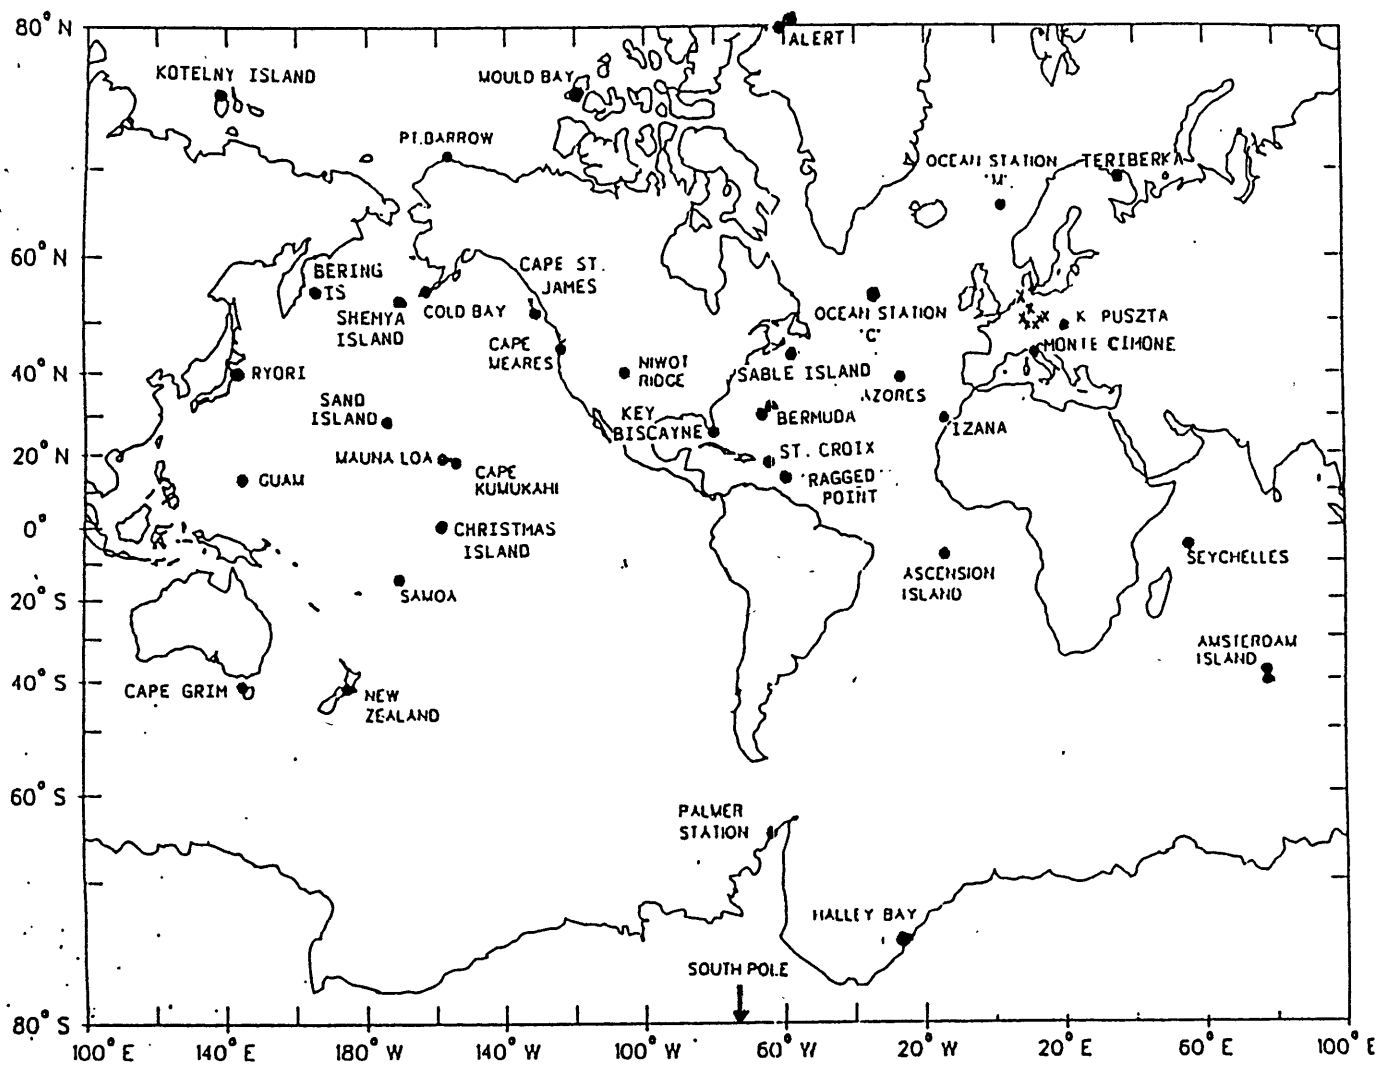 80° N
ALERT
KOTELNY ISLAND
MOULD BAY
PT.BARROW
OCEAN STATION
'M'
TERIBERKA
60° N
BERING
IS
CAPE ST.
JAMES
SHEMYA
ISLAND
COLD BAY
OCEAN STATION
'C'
K PUSZTA
MONTE CIMONE
CAPE
MEARES
NIWOT
RIDGE
SABLE ISLAND
40° N
RYORI
AZORES
SAND
ISLAND
KEY
BISCAYNE
BERMUDA
IZANA
20° N
MAUNA LOA
CAPE
KUMUKAHI
ST. CROIX
RAGGED
POINT
GUAM
0°
CHRISTMAS
ISLAND
SEYCHELLES
ASCENSION
ISLAND
SAMOA
20° S
AMSTERDAM
ISLAND
40° S
CAPE GRIM
NEW
ZEALAND
60° S
PALMER
STATION
HALLEY BAY
SOUTH POLE
80° S
100° E 140° E 180° W 140° W 100° W 60° W 20° W 20° E 60° E 100° E